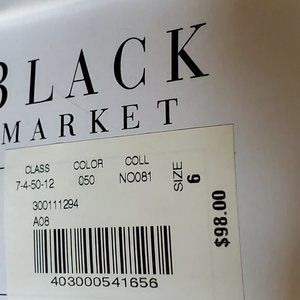 BLACK
MARKET
CLASS COLOR COLL
7-4-50-12 050 NO081
300111294
A08
403000541656
SIZE
6
$98.00